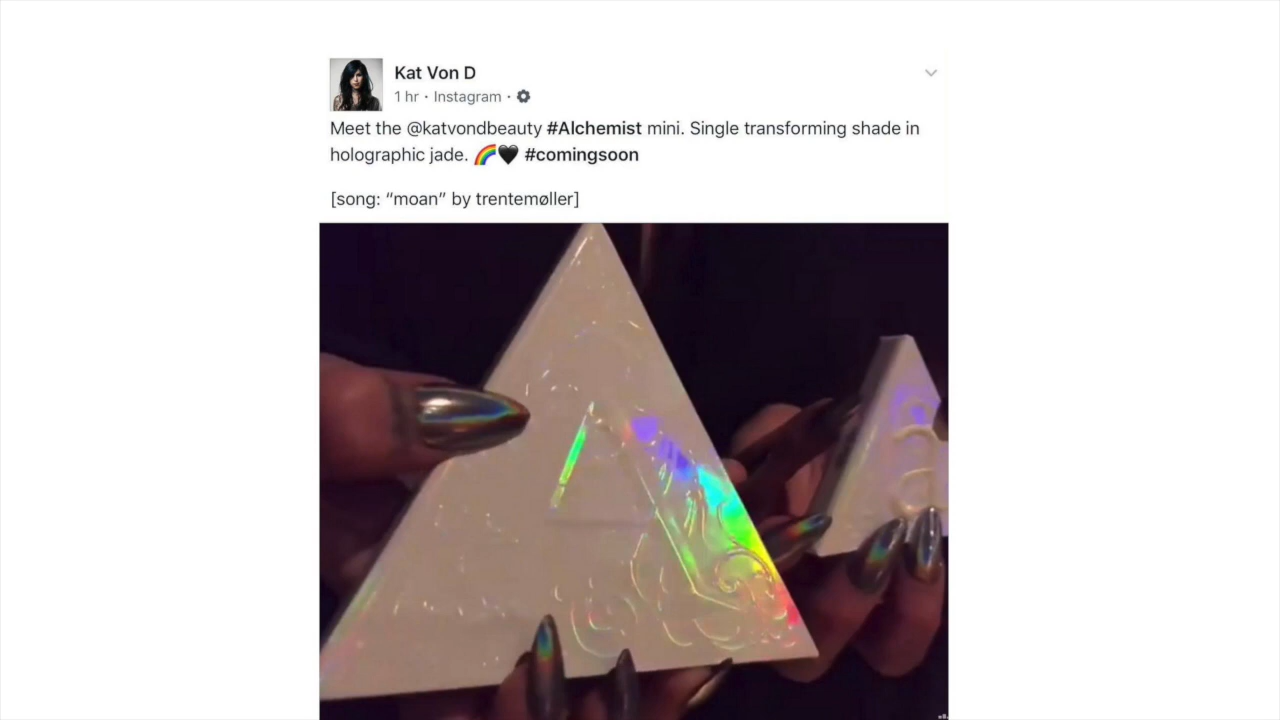 Kat Von D
1 hr · Instagram ·
Meet the @katvondbeauty #Alchemist mini. Single transforming shade in
holographic jade. 🌈🖤 #comingsoon
[song: “moan” by trentemøller]